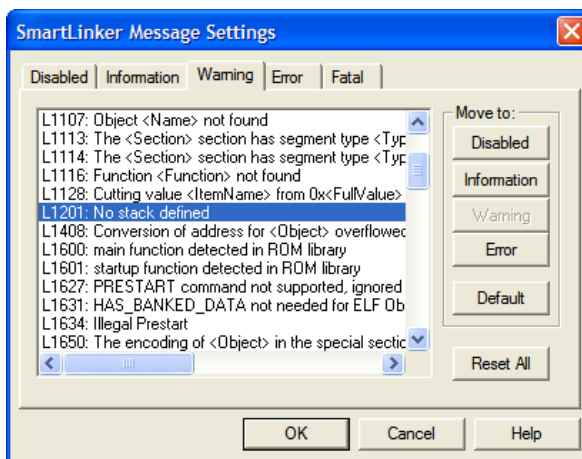 SmartLinker Message Settings
Disabled Information Warning Error Fatal
L1107: Object <Name> not found
L1113: The <Section> section has segment type <Typ
L1114: The <Section> section has segment type <Typ
L1116: Function <Function> not found
L1128: Cutting value <ItemName> from 0x<FulValue>
L1201: No stack defined
L1408: Conversion of address for <Object> overflowed
L1600: main function detected in ROM library
L1601: startup function detected in ROM library
L1627: PRESTART command not supported, ignored
L1631: HAS_BANKED_DATA not needed for ELF Ob
L1634: Illegal Prestart
L1650: The encoding of <Object> in the special sectic
Move to:
Disabled
Information
Warning
Error
Default
Reset All
OK Cancel Help